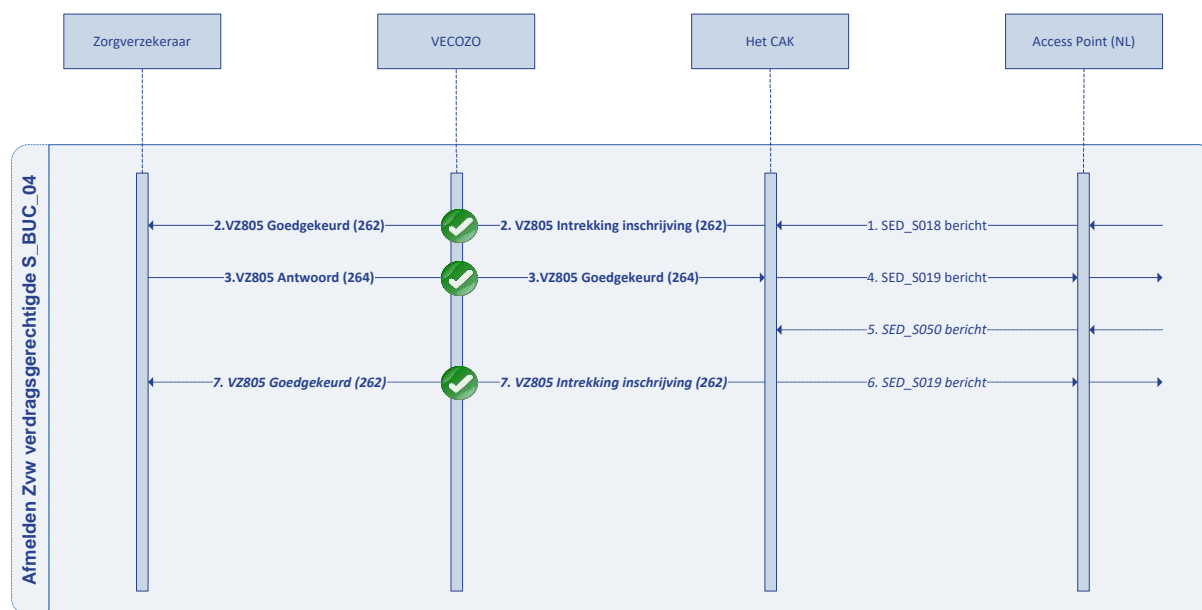 Zorgverzekeraar
VECOZO
Het CAK
Access Point (NL)
Afmelden Zvw verdragsgerechtigde S_BUC_04
2.VZ805 Goedgekeurd (262)
2. VZ805 Intrekking inschrijving (262)
1. SED_S018 bericht
3.VZ805 Antwoord (264)
3.VZ805 Goedgekeurd (264)
4. SED_S019 bericht
5. SED_S050 bericht
7. VZ805 Goedgekeurd (262)
7. VZ805 Intrekking inschrijving (262)
6. SED_S019 bericht